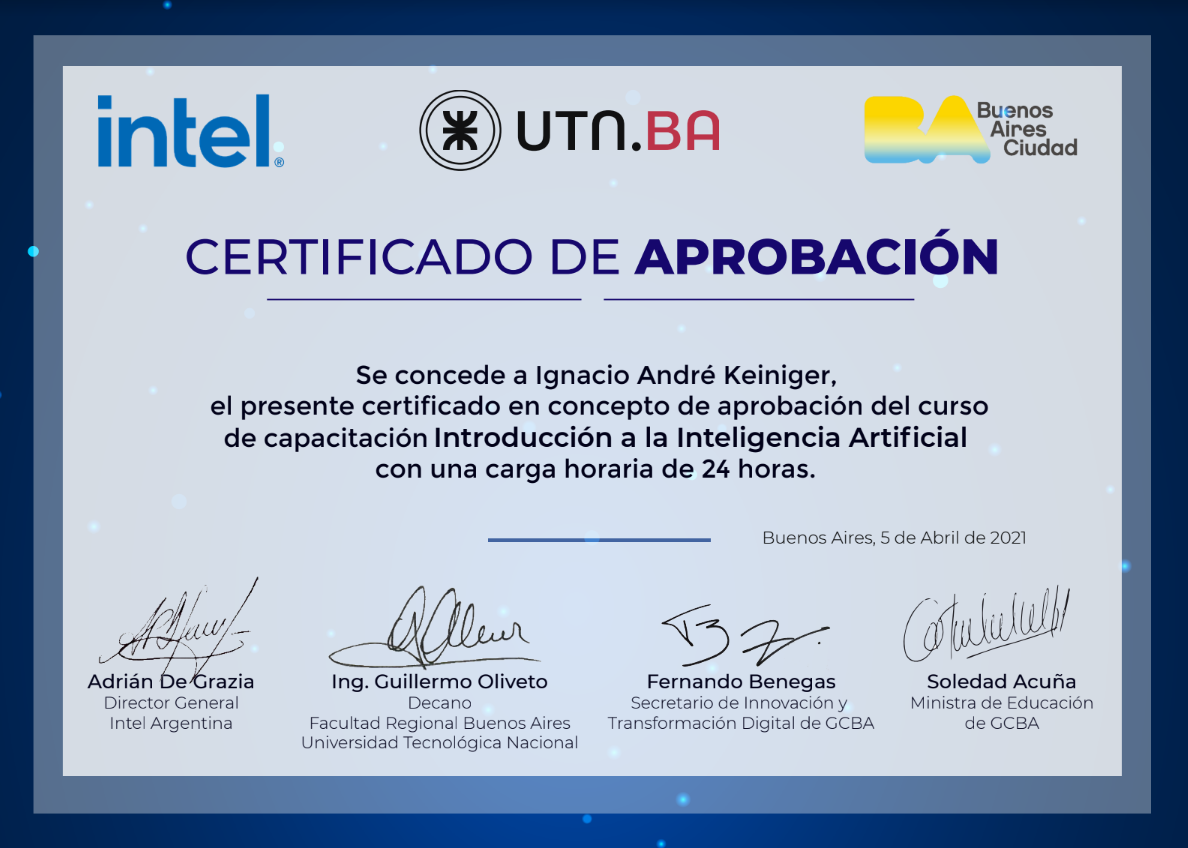 intel®
UTN.BA
BA Buenos
Aires
Ciudad
CERTIFICADO DE APROBACIÓN
Se concede a Ignacio André Keiniger,
el presente certificado en concepto de aprobación del curso
de capacitación Introducción a la Inteligencia Artificial
con una carga horaria de 24 horas.
Buenos Aires, 5 de Abril de 2021
Adrián De Grazia
Director General
Intel Argentina
Ing. Guillermo Oliveto
Decano
Facultad Regional Buenos Aires
Universidad Tecnológica Nacional
Fernando Benegas
Secretario de Innovación y
Transformación Digital de GCBA
Soledad Acuña
Ministra de Educación
de GCBA